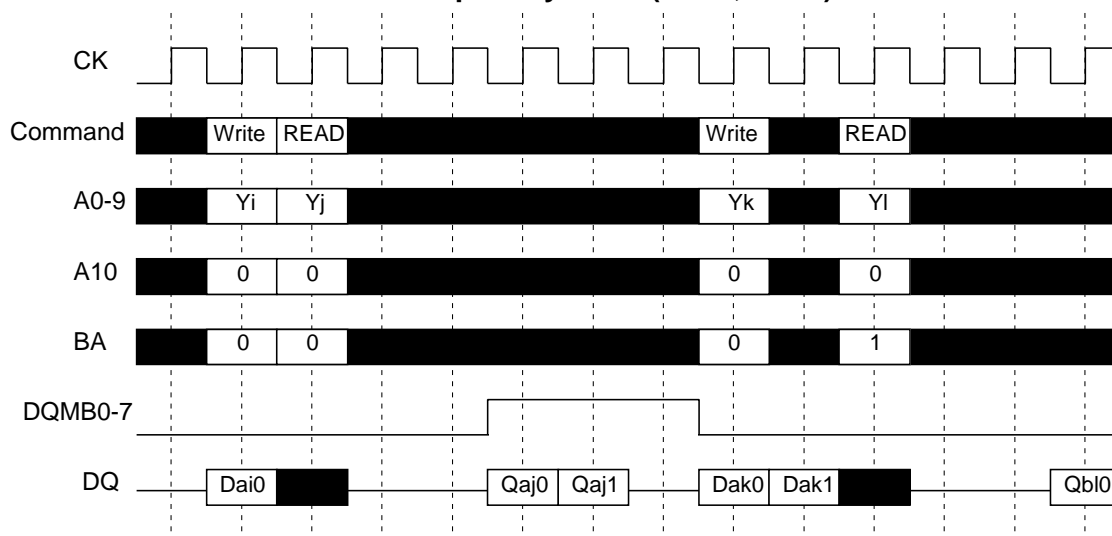 CK
Command Write READ Write READ
A0-9 Yi Yj Yk Yl
A10 0 0 0 0
BA 0 0 0 1
DQMB0-7
DQ Dai0 Qaj0 Qaj1 Dak0 Dak1 Qbl0